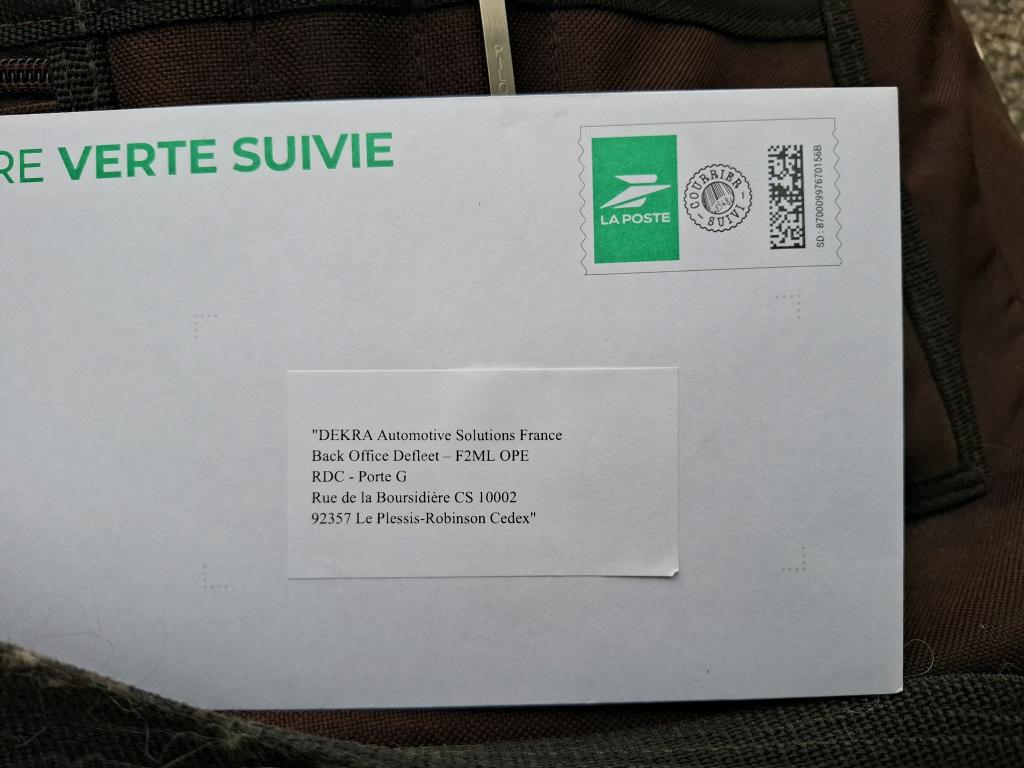 RE VERTE SUIVIE
LA POSTE
COURRIER
SUIVI
SD : 87000997670156B
"DEKRA Automotive Solutions France
Back Office Defleet – F2ML OPE
RDC - Porte G
Rue de la Boursidière CS 10002
92357 Le Plessis-Robinson Cedex"